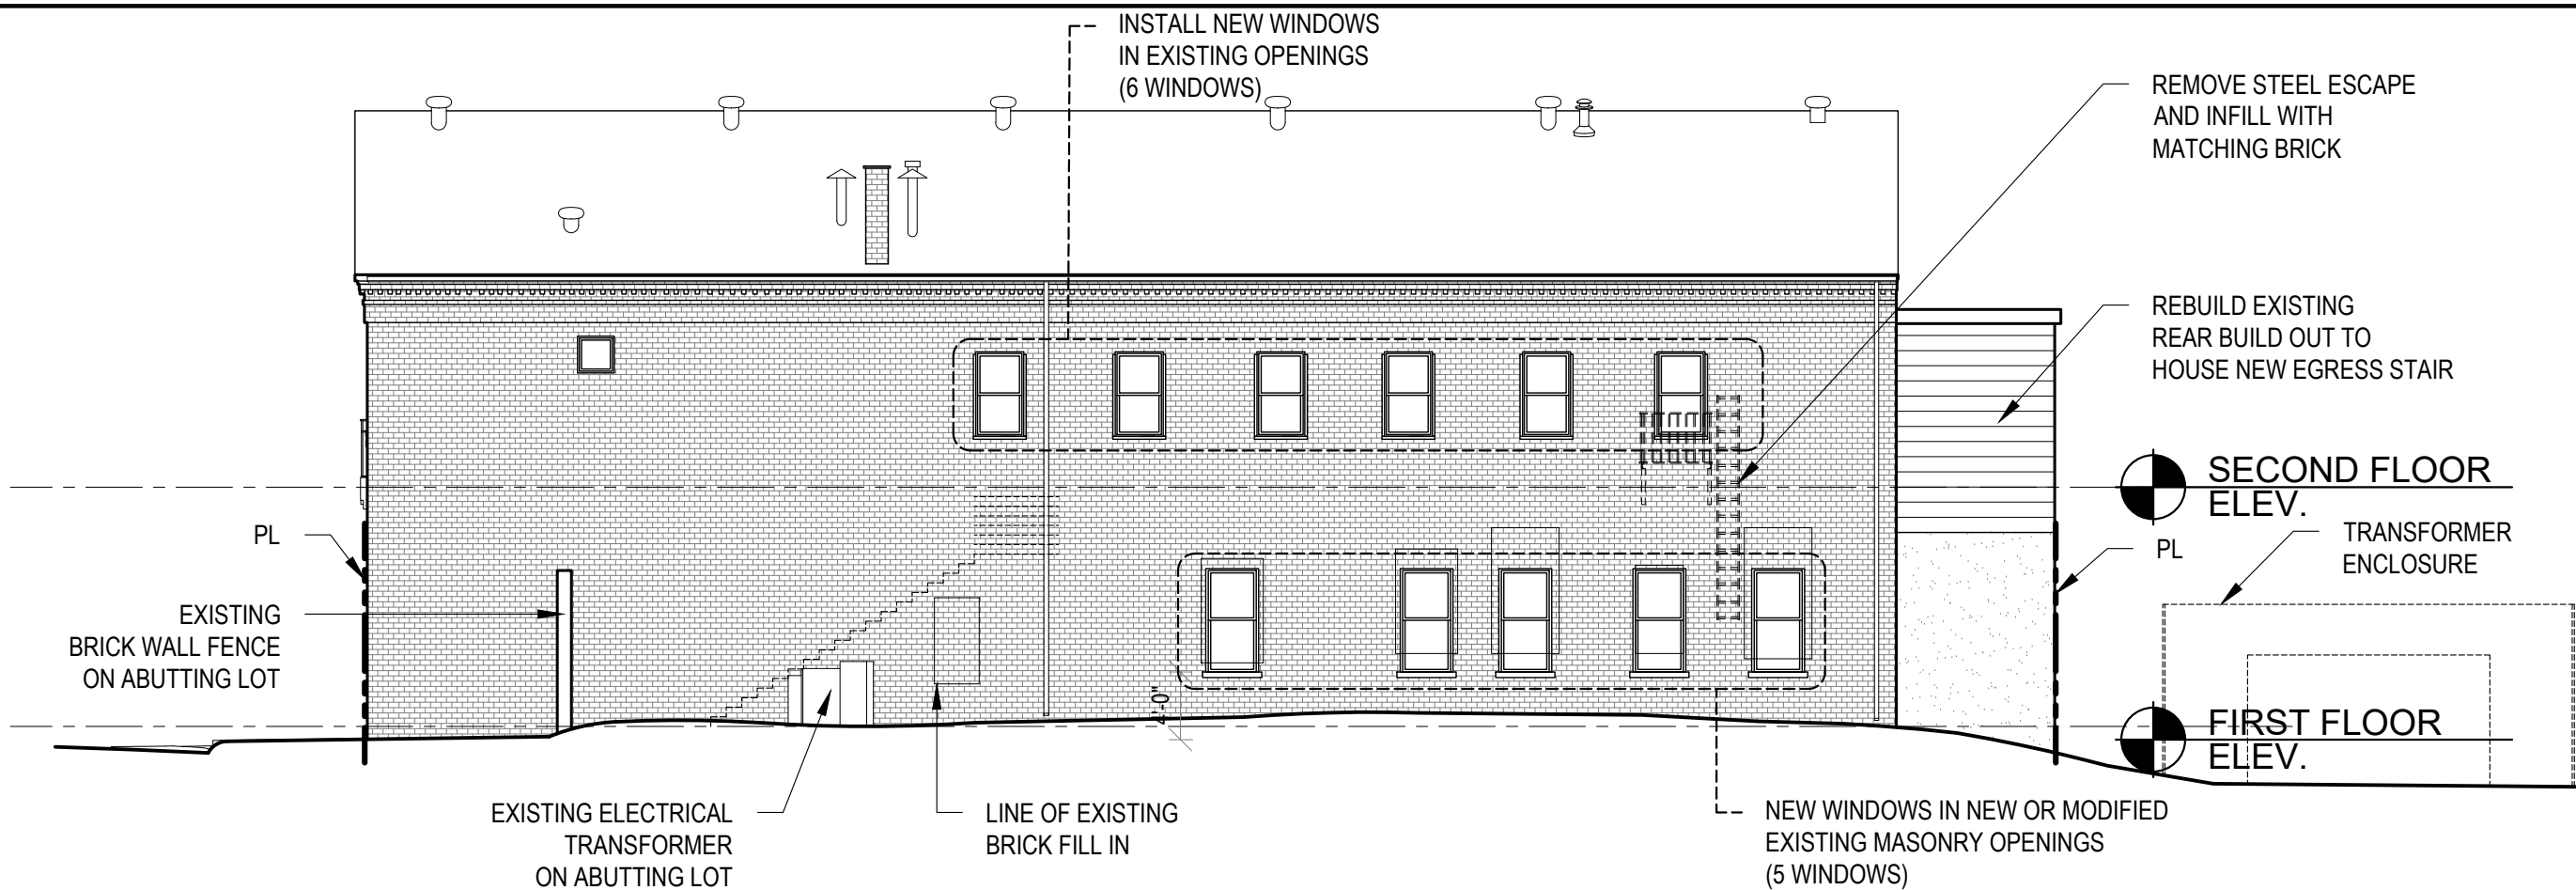 INSTALL NEW WINDOWS
IN EXISTING OPENINGS
(6 WINDOWS)
REMOVE STEEL ESCAPE
AND INFILL WITH
MATCHING BRICK
REBUILD EXISTING
REAR BUILD OUT TO
HOUSE NEW EGRESS STAIR
SECOND FLOOR
ELEV.
TRANSFORMER
ENCLOSURE
PL
PL
EXISTING
BRICK WALL FENCE
ON ABUTTING LOT
4'-0"
FIRST FLOOR
ELEV.
EXISTING ELECTRICAL
TRANSFORMER
ON ABUTTING LOT
LINE OF EXISTING
BRICK FILL IN
NEW WINDOWS IN NEW OR MODIFIED
EXISTING MASONRY OPENINGS
(5 WINDOWS)